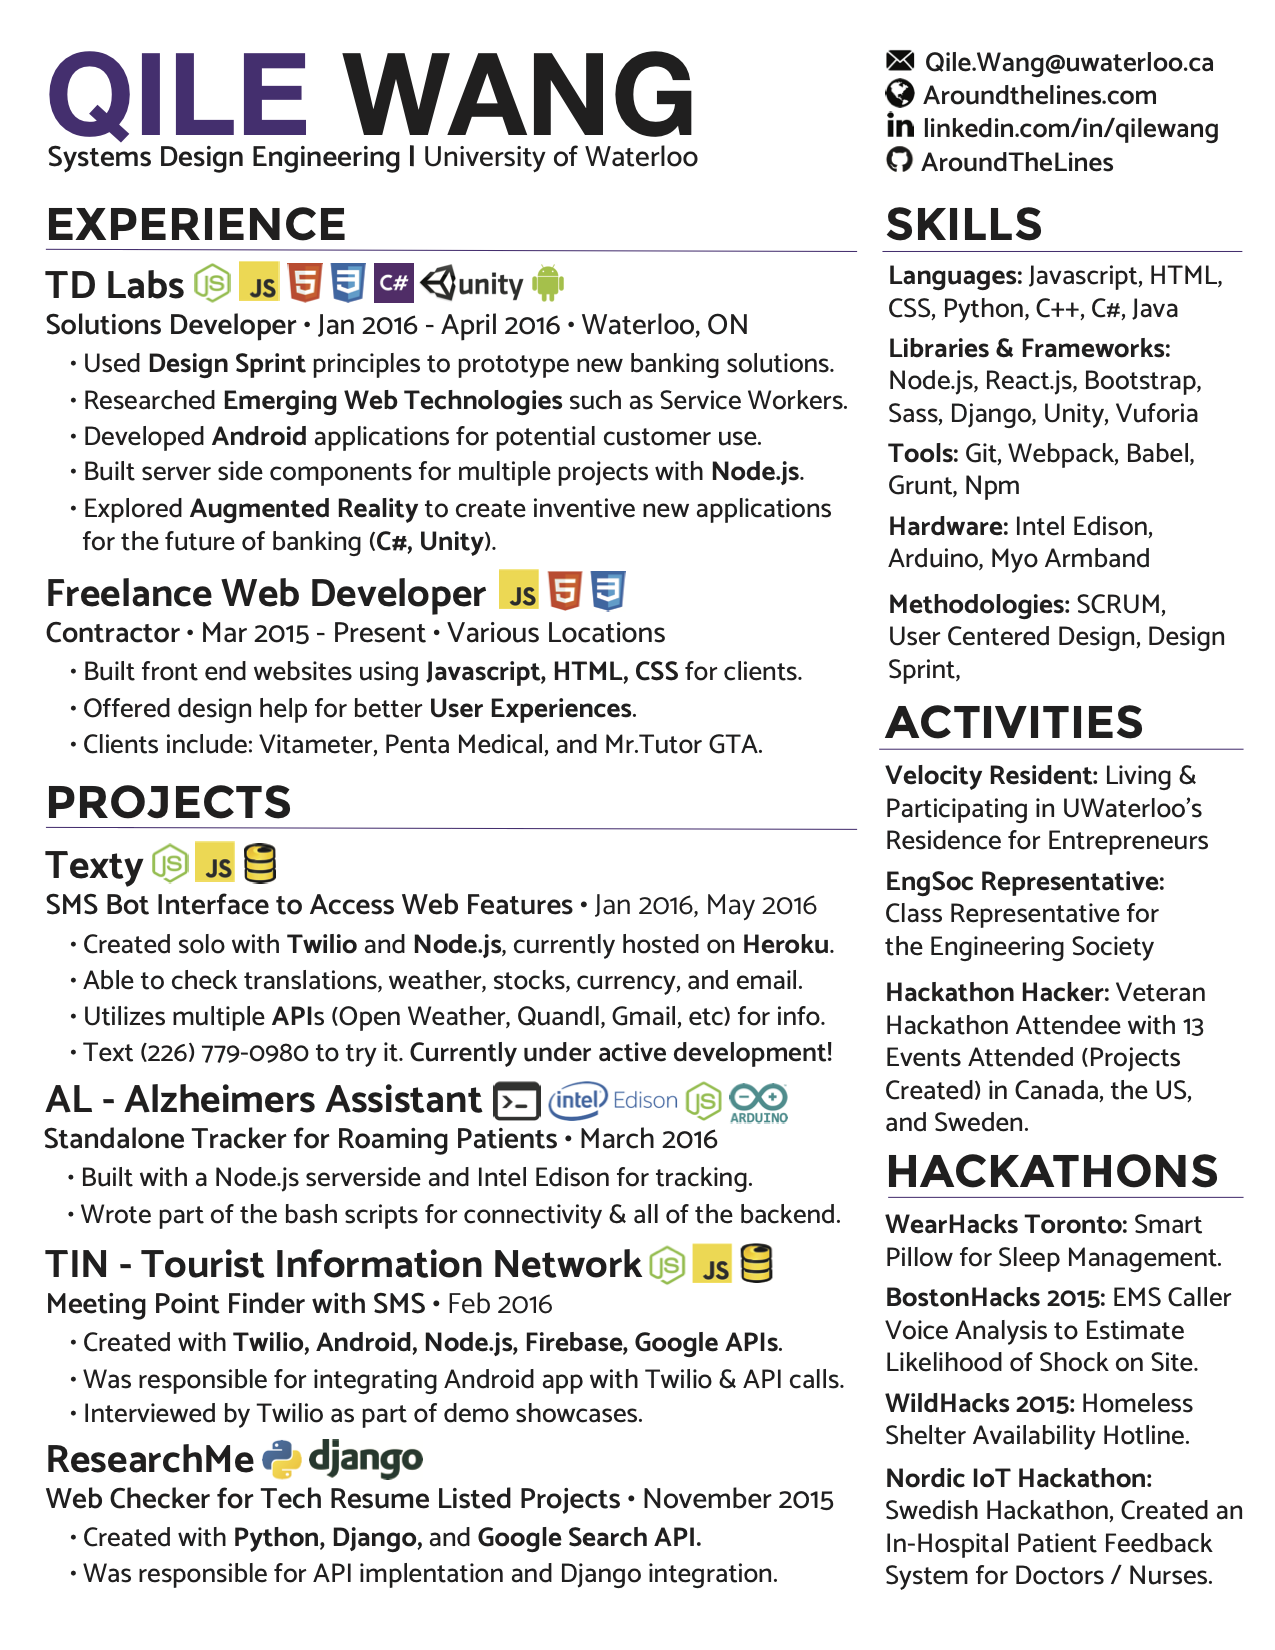 QILE WANG
Systems Design Engineering | University of Waterloo
Qile.Wang@uwaterloo.ca
Aroundthelines.com
in linkedin.com/in/qilewang
AroundTheLines
EXPERIENCE
TD Labs JS JS 5 3 C# unity
Solutions Developer • Jan 2016 - April 2016 • Waterloo, ON
• Used Design Sprint principles to prototype new banking solutions.
• Researched Emerging Web Technologies such as Service Workers.
• Developed Android applications for potential customer use.
• Built server side components for multiple projects with Node.js.
• Explored Augmented Reality to create inventive new applications
for the future of banking (C#, Unity).
Freelance Web Developer JS 5 3
Contractor • Mar 2015 - Present • Various Locations
• Built front end websites using Javascript, HTML, CSS for clients.
• Offered design help for better User Experiences.
• Clients include: Vitameter, Penta Medical, and Mr.Tutor GTA.
PROJECTS
Texty JS JS
SMS Bot Interface to Access Web Features • Jan 2016, May 2016
• Created solo with Twilio and Node.js, currently hosted on Heroku.
• Able to check translations, weather, stocks, currency, and email.
• Utilizes multiple APIs (Open Weather, Quandl, Gmail, etc) for info.
• Text (226) 779-0980 to try it. Currently under active development!
AL - Alzheimers Assistant >_ intel Edison JS ARDUINO
Standalone Tracker for Roaming Patients • March 2016
• Built with a Node.js serverside and Intel Edison for tracking.
• Wrote part of the bash scripts for connectivity & all of the backend.
TIN - Tourist Information Network JS JS
Meeting Point Finder with SMS • Feb 2016
• Created with Twilio, Android, Node.js, Firebase, Google APIs.
• Was responsible for integrating Android app with Twilio & API calls.
• Interviewed by Twilio as part of demo showcases.
ResearchMe django
Web Checker for Tech Resume Listed Projects • November 2015
• Created with Python, Django, and Google Search API.
• Was responsible for API implentation and Django integration.
SKILLS
Languages: Javascript, HTML,
CSS, Python, C++, C#, Java
Libraries & Frameworks:
Node.js, React.js, Bootstrap,
Sass, Django, Unity, Vuforia
Tools: Git, Webpack, Babel,
Grunt, Npm
Hardware: Intel Edison,
Arduino, Myo Armband
Methodologies: SCRUM,
User Centered Design, Design
Sprint,
ACTIVITIES
Velocity Resident: Living &
Participating in UWaterloo's
Residence for Entrepreneurs
EngSoc Representative:
Class Representative for
the Engineering Society
Hackathon Hacker: Veteran
Hackathon Attendee with 13
Events Attended (Projects
Created) in Canada, the US,
and Sweden.
HACKATHONS
WearHacks Toronto: Smart
Pillow for Sleep Management.
BostonHacks 2015: EMS Caller
Voice Analysis to Estimate
Likelihood of Shock on Site.
WildHacks 2015: Homeless
Shelter Availability Hotline.
Nordic IoT Hackathon:
Swedish Hackathon, Created an
In-Hospital Patient Feedback
System for Doctors / Nurses.